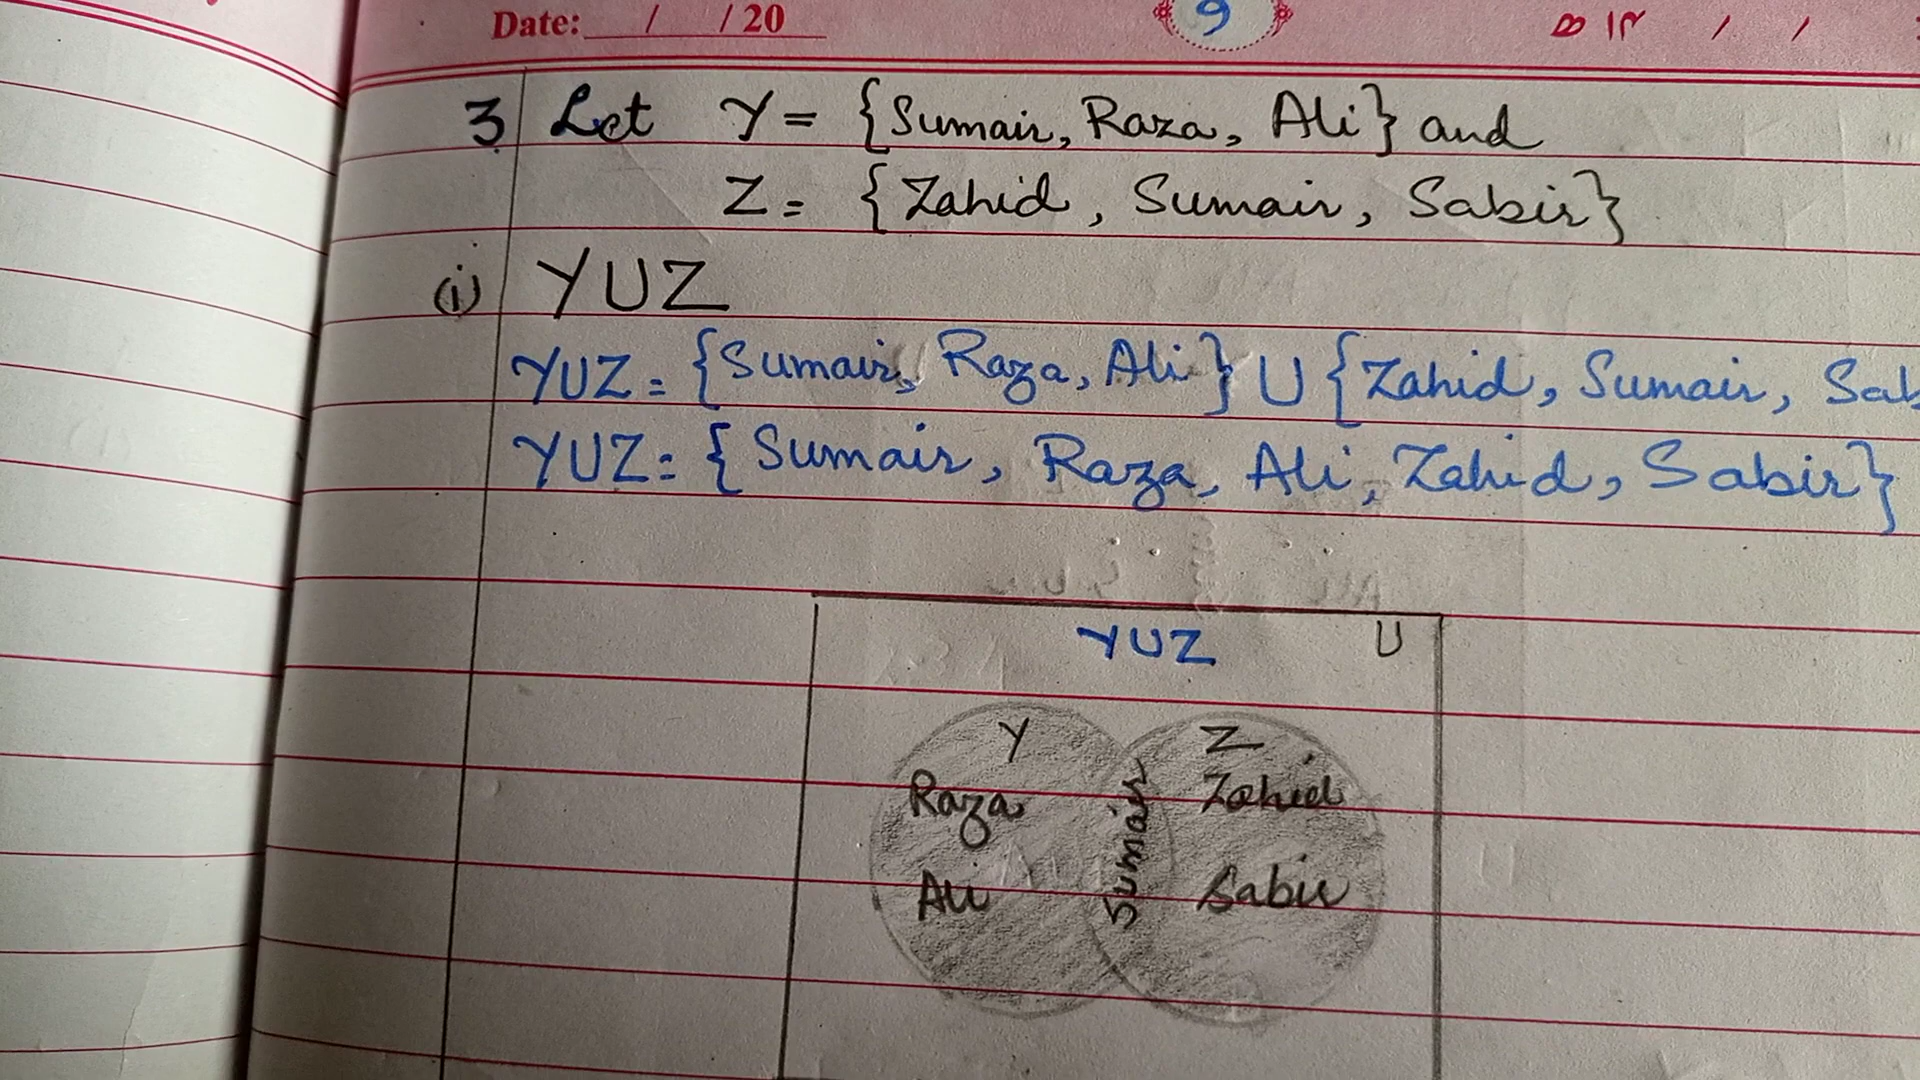 Date: / / 20
9
3 Let Y = {Sumair, Raza, Ali} and
Z = {Zahid, Sumair, Sabir}
(i) YUZ
YUZ = {Sumair, Raza, Ali} U {Zahid, Sumair, Sab
YUZ = {Sumair, Raza, Ali, Zahid, Sabir}
YUZ U
Y Z
Raza Sumair Zahid
Ali Sabir